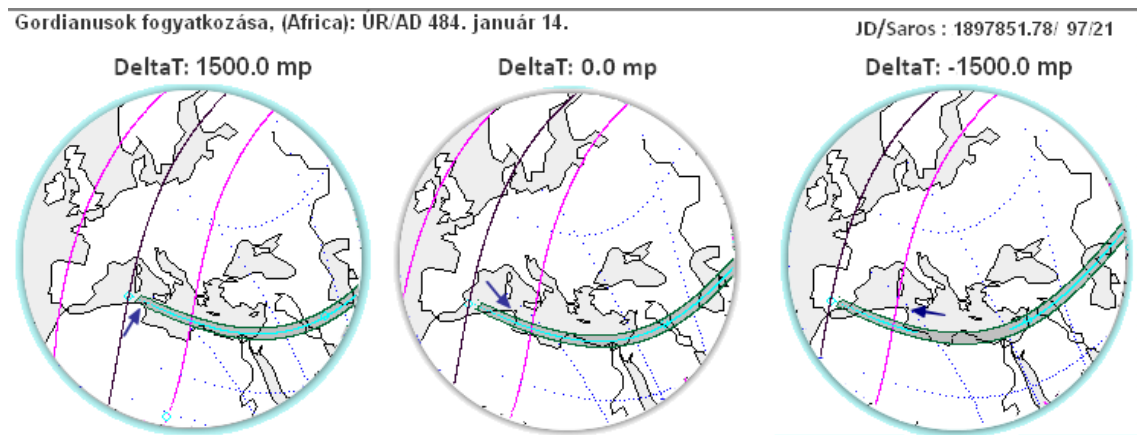 Gordianusok fogyatkozása, (Africa): ÚR/AD 484. január 14.
JD/Saros : 1897851.78/ 97/21
DeltaT: 1500.0 mp
DeltaT: 0.0 mp
DeltaT: -1500.0 mp